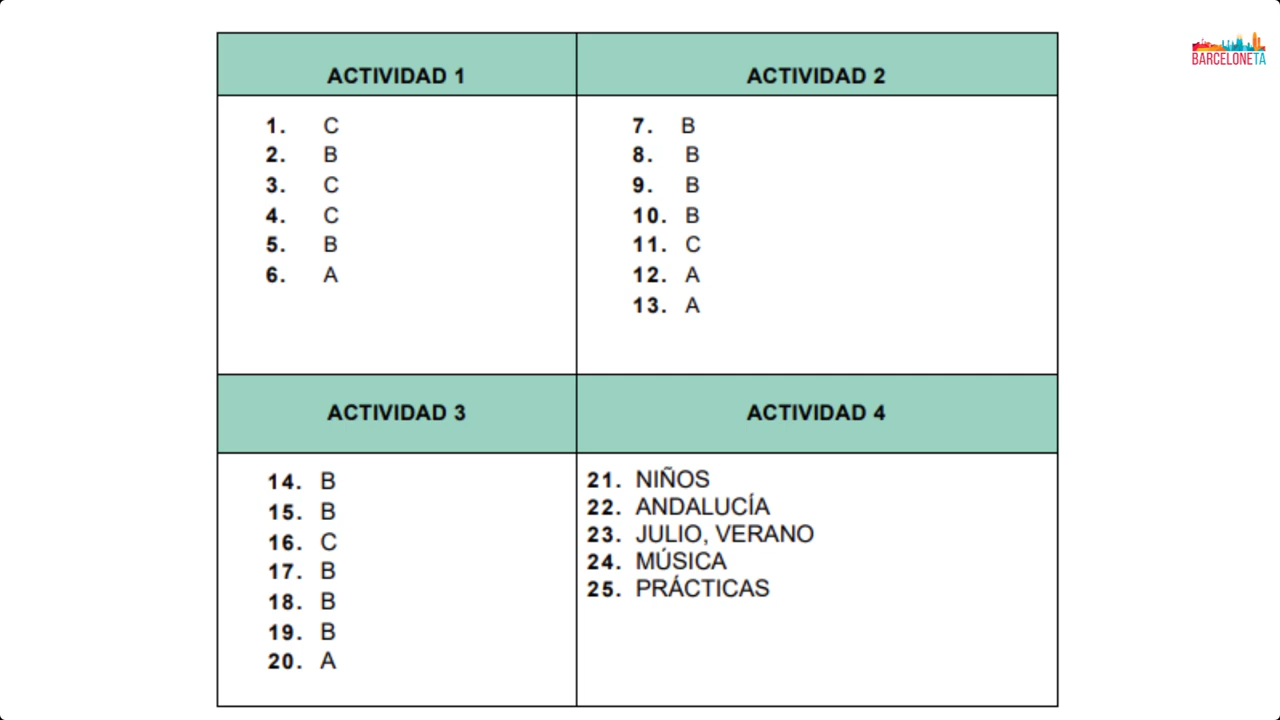 BARCELONETA
ACTIVIDAD 1
1. C
2. B
3. C
4. C
5. B
6. A
ACTIVIDAD 2
7. B
8. B
9. B
10. B
11. C
12. A
13. A
ACTIVIDAD 3
14. B
15. B
16. C
17. B
18. B
19. B
20. A
ACTIVIDAD 4
21. NIÑOS
22. ANDALUCÍA
23. JULIO, VERANO
24. MÚSICA
25. PRÁCTICAS